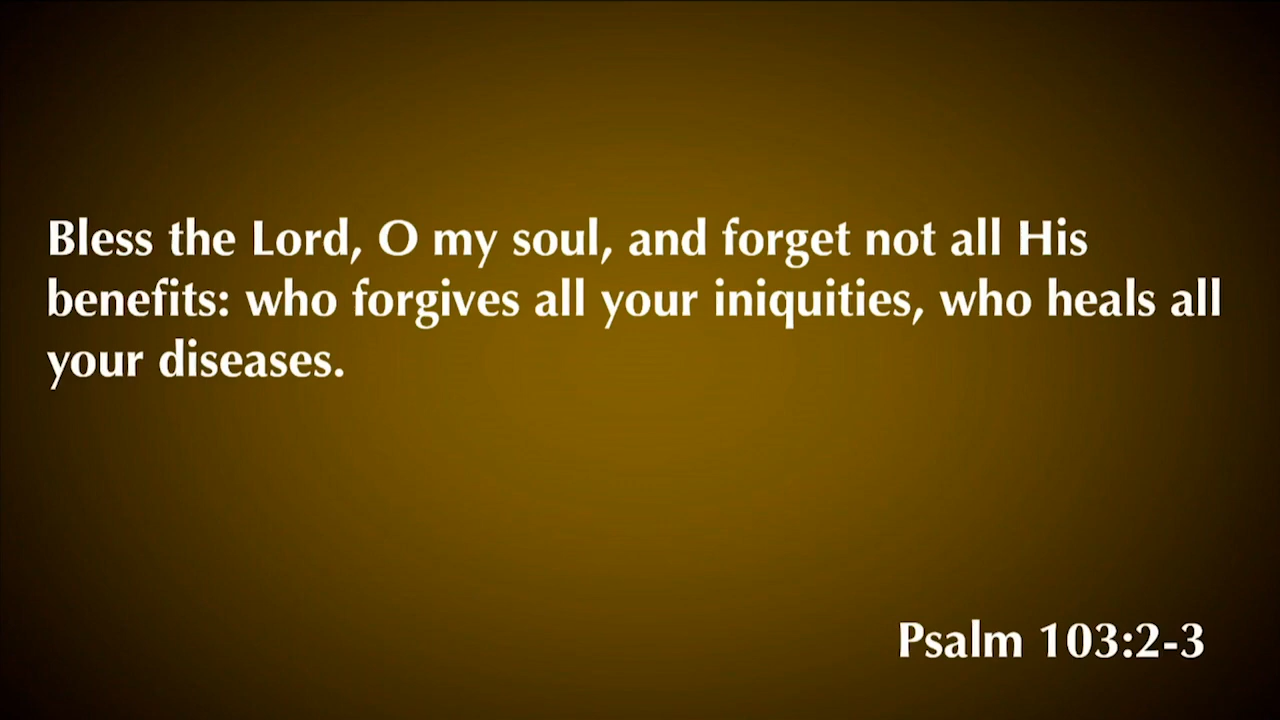 Bless the Lord, O my soul, and forget not all His
benefits: who forgives all your iniquities, who heals all
your diseases.
Psalm 103:2-3